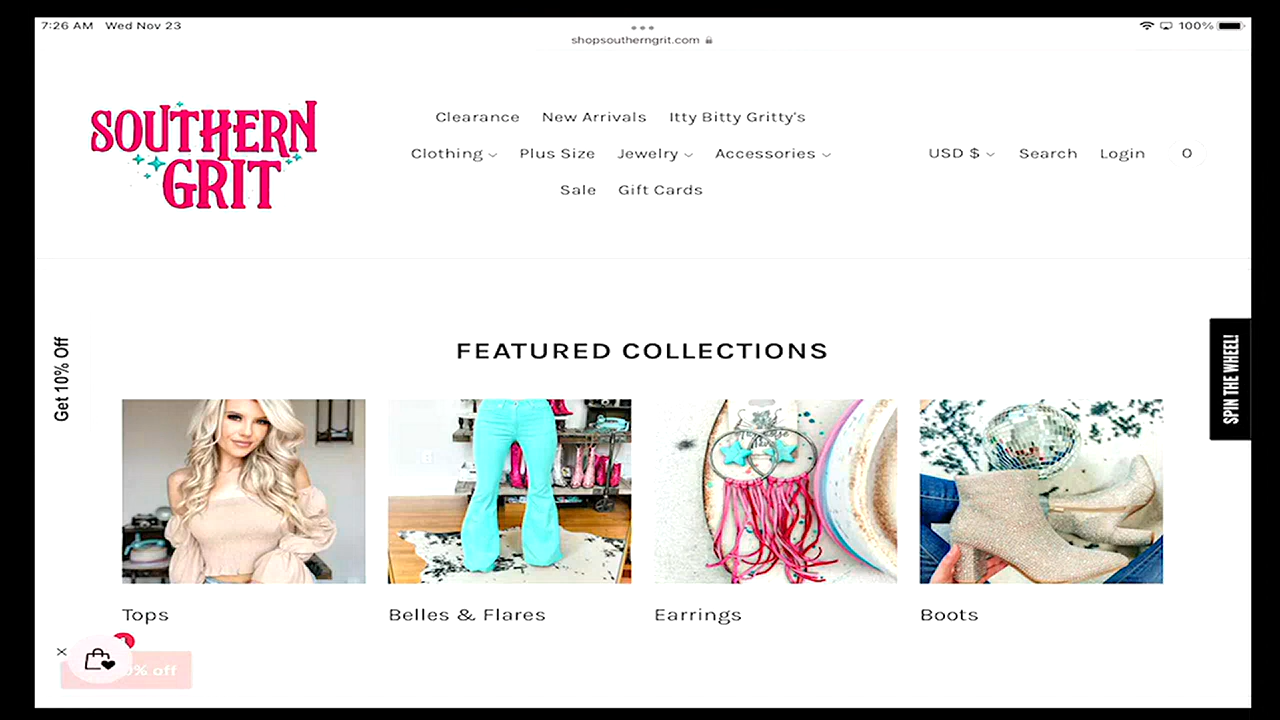 7:26 AM Wed Nov 23
100%
shopsoutherngrit.com
SOUTHERN
GRIT
Clearance New Arrivals Itty Bitty Gritty's
Clothing Plus Size Jewelry Accessories
Sale Gift Cards
USD $ Search Login 0
Get 10% Off
SPIN THE WHEEL!
FEATURED COLLECTIONS
Tops
Belles & Flares
Earrings
Boots
% off